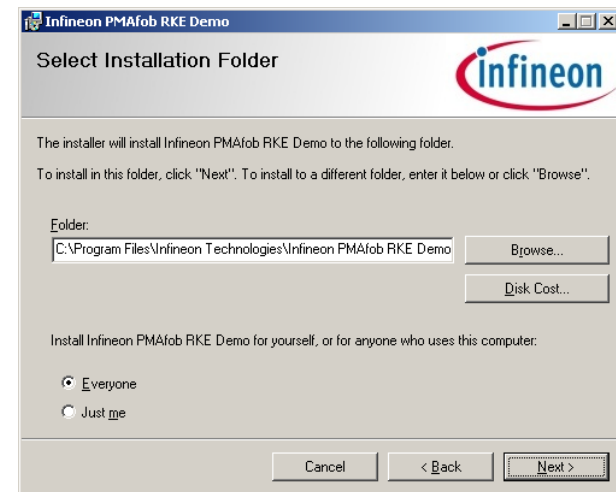 Infineon PMAfob RKE Demo
Select Installation Folder
infineon
The installer will install Infineon PMAfob RKE Demo to the following folder.
To install in this folder, click "Next". To install to a different folder, enter it below or click "Browse".
Folder:
C:\Program Files\Infineon Technologies\Infineon PMAfob RKE Demo
Browse...
Disk Cost...
Install Infineon PMAfob RKE Demo for yourself, or for anyone who uses this computer:
Everyone
Just me
Cancel
< Back
Next >